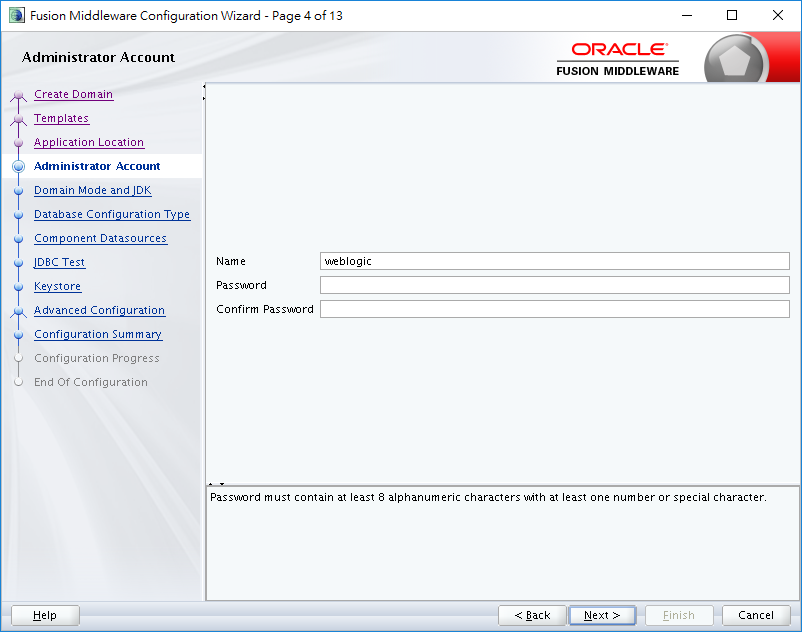 Fusion Middleware Configuration Wizard - Page 4 of 13
Administrator Account
ORACLE®
FUSION MIDDLEWARE
Create Domain
Templates
Application Location
Administrator Account
Domain Mode and JDK
Database Configuration Type
Component Datasources
JDBC Test
Keystore
Advanced Configuration
Configuration Summary
Configuration Progress
End Of Configuration
Name weblogic
Password
Confirm Password
Password must contain at least 8 alphanumeric characters with at least one number or special character.
Help < Back Next > Finish Cancel